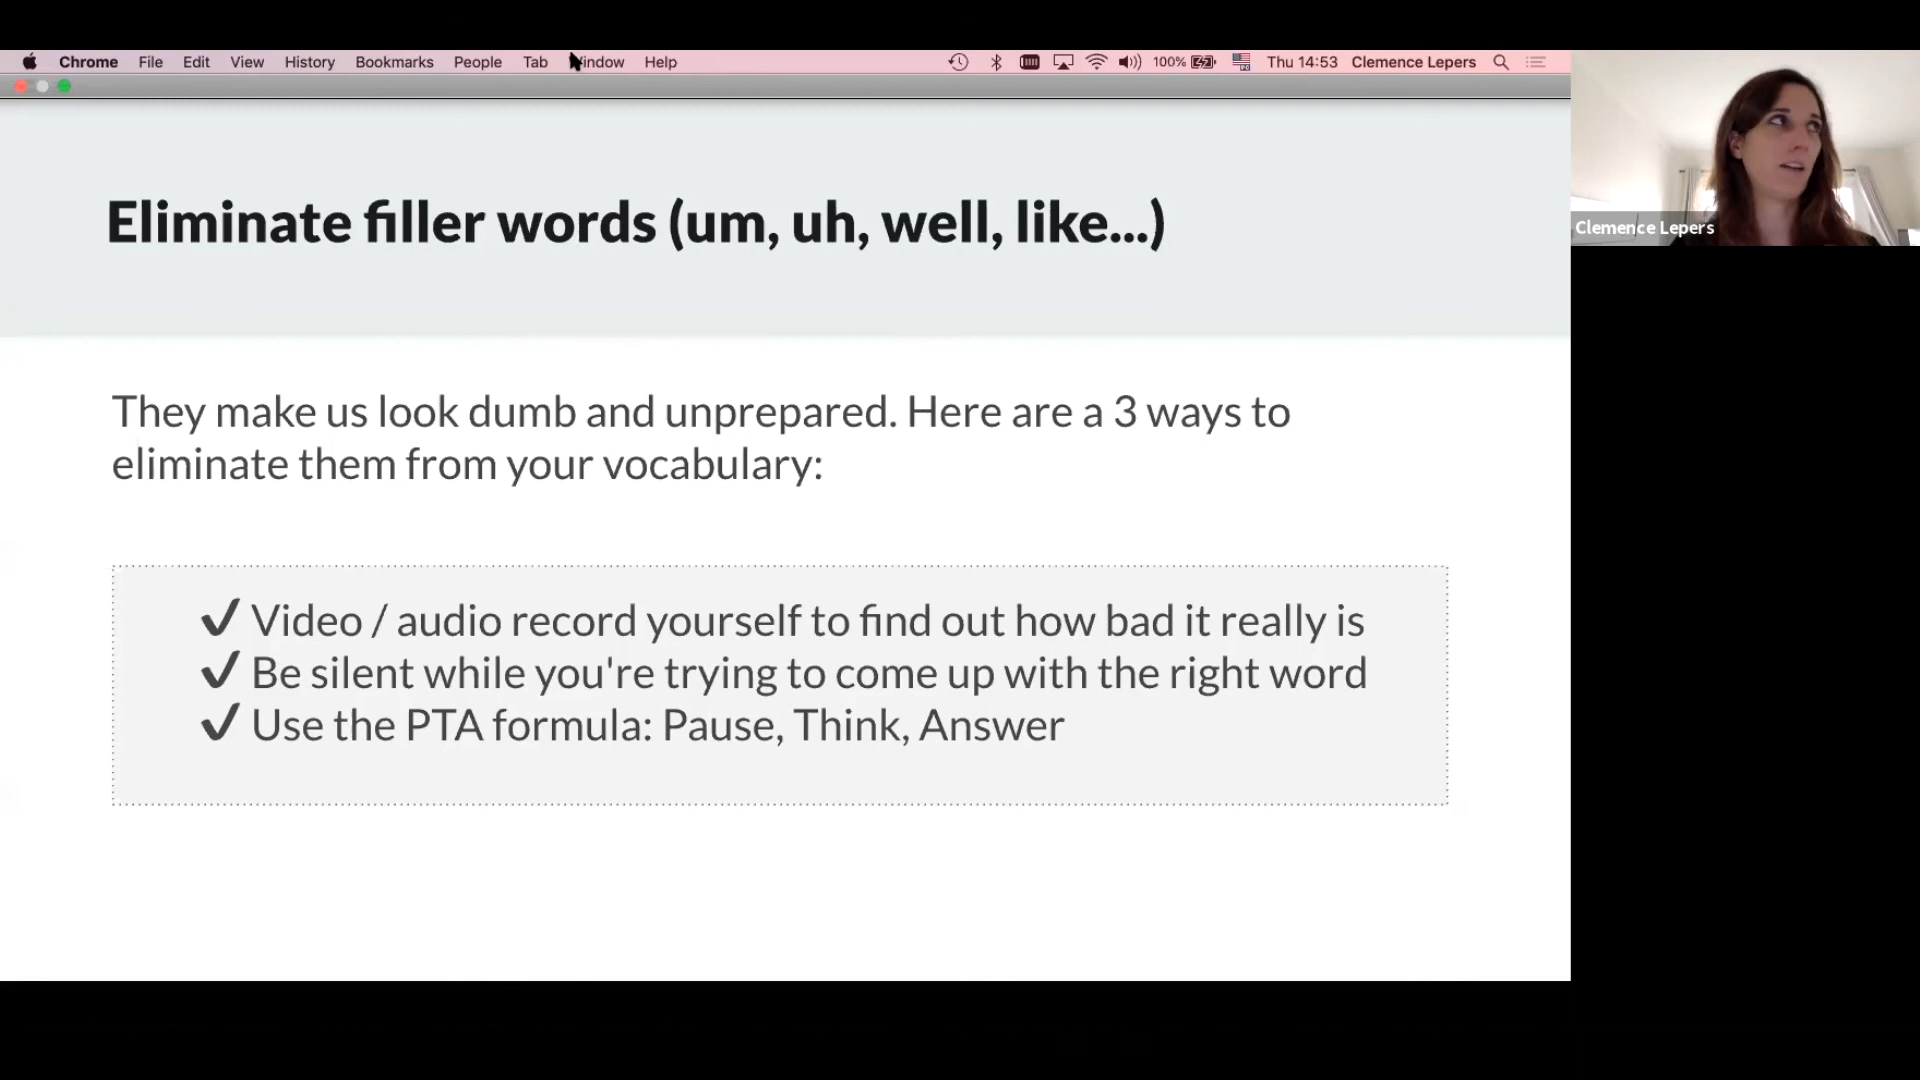 Chrome File Edit View History Bookmarks People Tab Window Help 100% Thu 14:53 Clemence Lepers
Eliminate filler words (um, uh, well, like...)
Clemence Lepers
They make us look dumb and unprepared. Here are a 3 ways to
eliminate them from your vocabulary:
✔ Video / audio record yourself to find out how bad it really is
✔ Be silent while you're trying to come up with the right word
✔ Use the PTA formula: Pause, Think, Answer